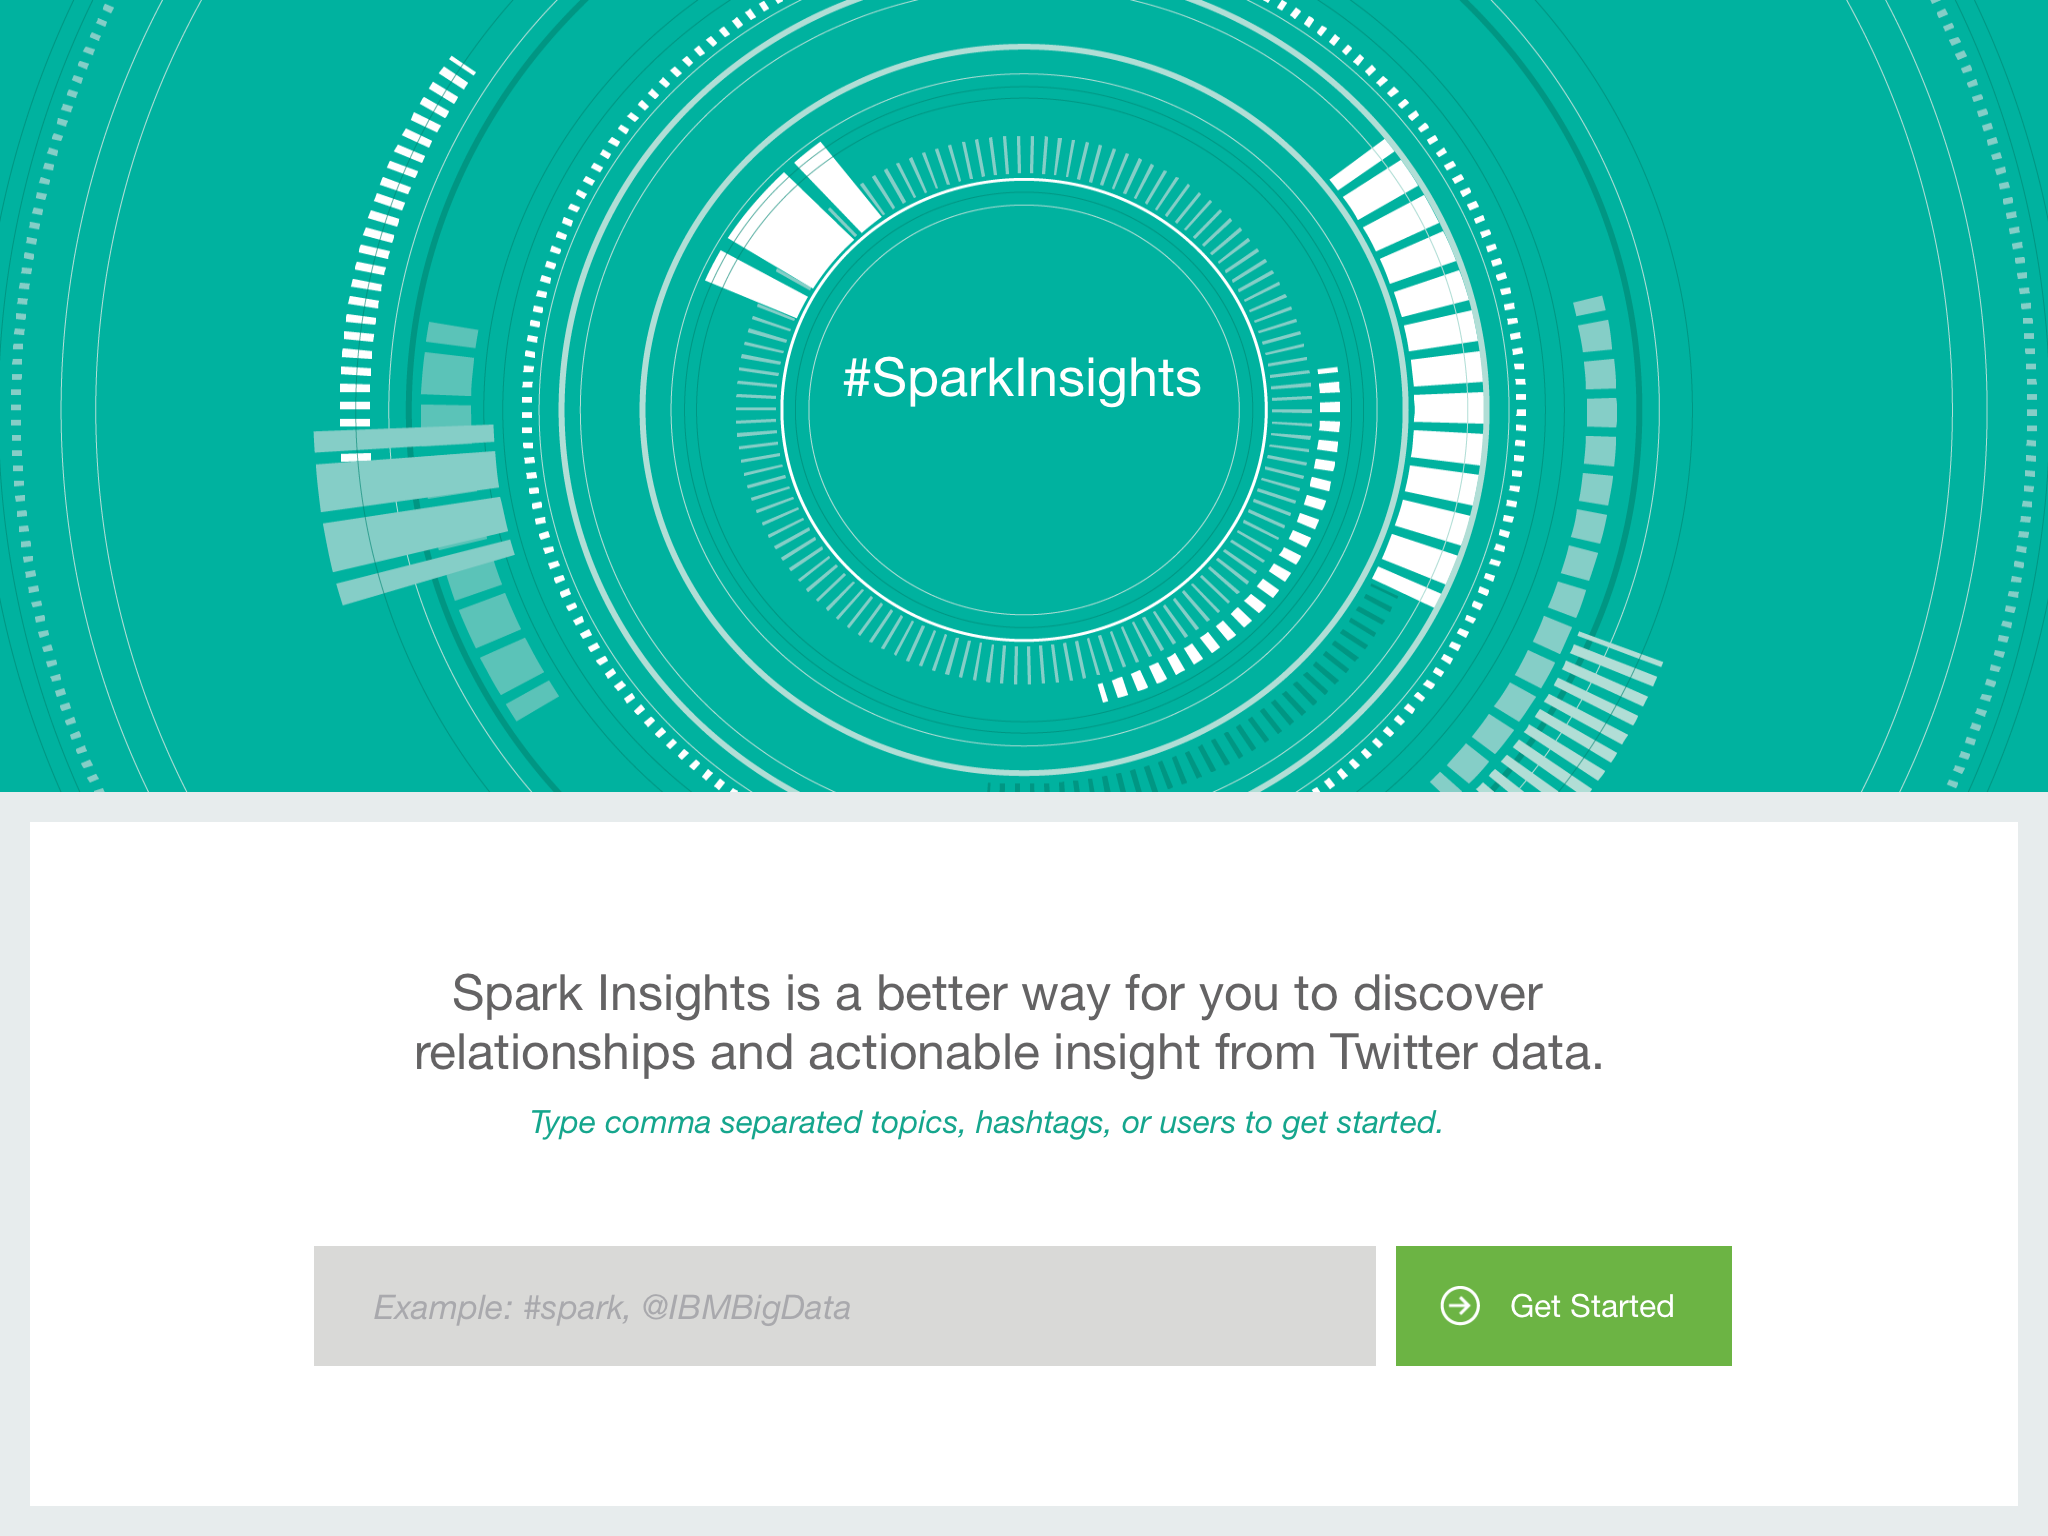 #SparkInsights
Spark Insights is a better way for you to discover
relationships and actionable insight from Twitter data.
Type comma separated topics, hashtags, or users to get started.
Example: #spark, @IBMBigData
Get Started